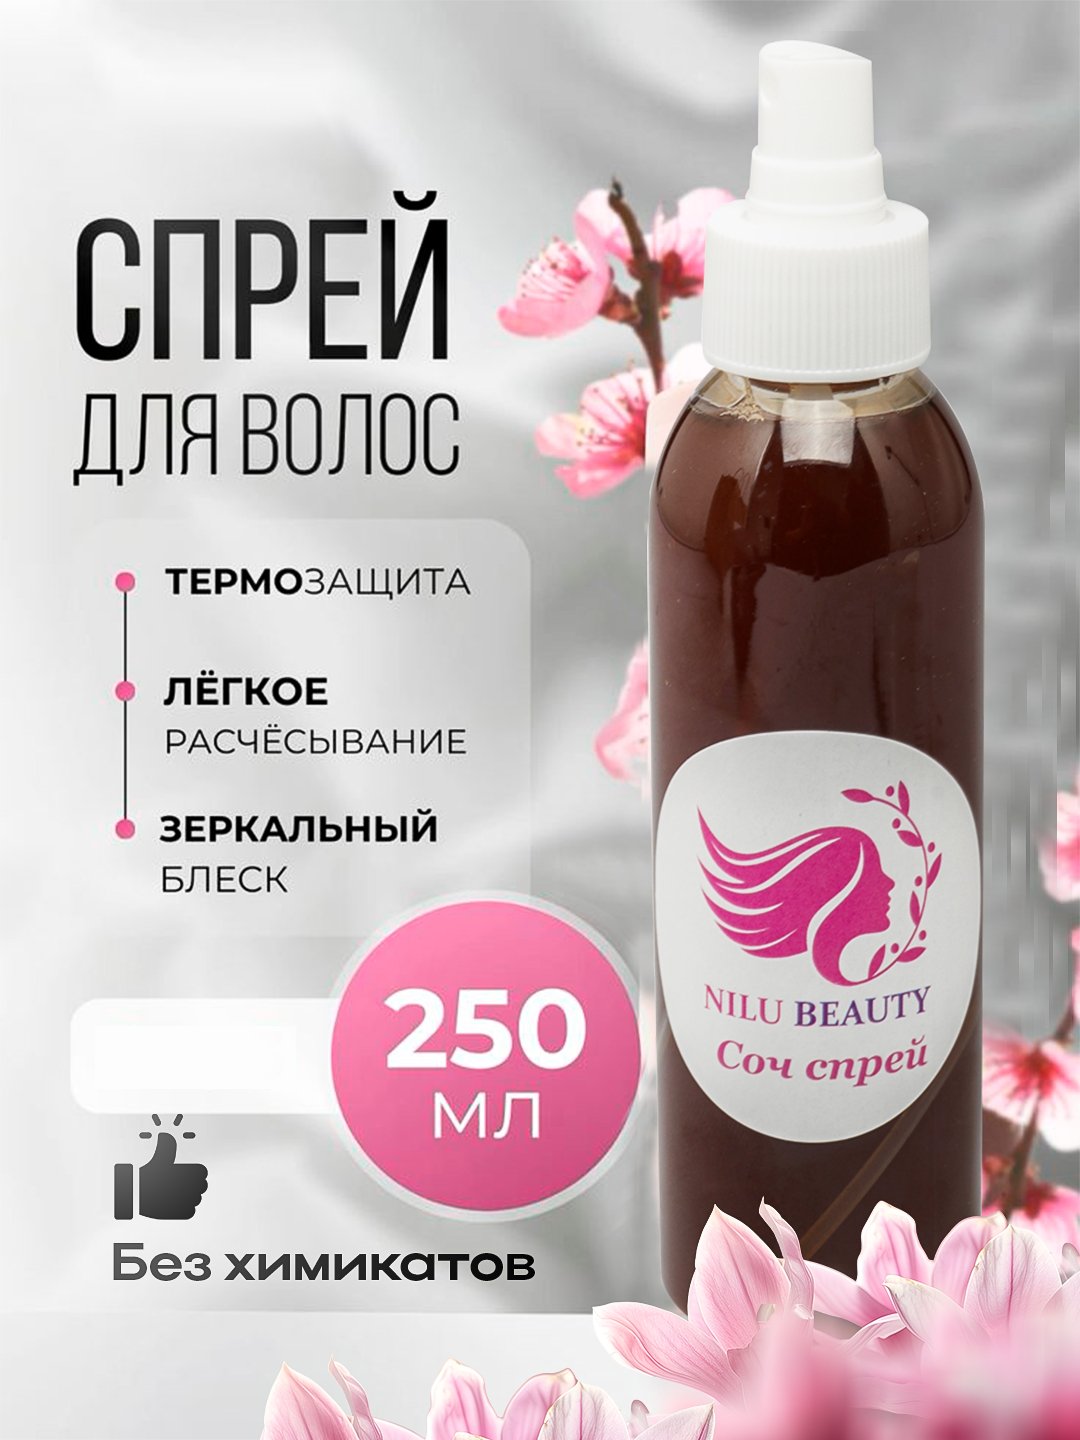 СПРЕЙ
ДЛЯ ВОЛОС
ТЕРМОЗАЩИТА
ЛЁГКОЕ
РАСЧЁСЫВАНИЕ
ЗЕРКАЛЬНЫЙ
БЛЕСК
250
МЛ
Без химикатов
NILU BEAUTY
Соч спрей